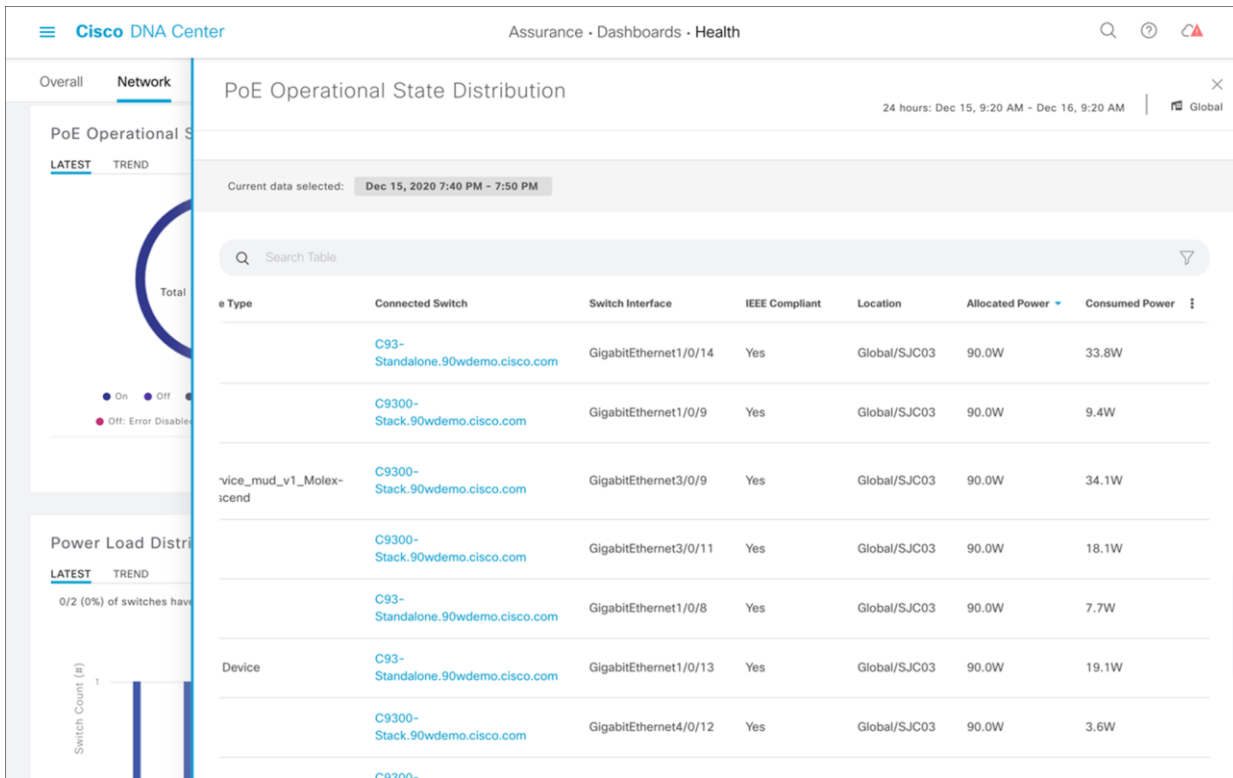 Cisco DNA Center
Assurance · Dashboards · Health
Overall
Network
PoE Operational S
LATEST TREND
Total
On Off
Off: Error Disable
Power Load Distri
LATEST TREND
0/2 (0%) of switches have
Switch Count (#)
1
PoE Operational State Distribution
24 hours: Dec 15, 9:20 AM - Dec 16, 9:20 AM
Global
Current data selected: Dec 15, 2020 7:40 PM - 7:50 PM
Search Table
e Type Connected Switch Switch Interface IEEE Compliant Location Allocated Power Consumed Power
C93-
Standalone.90wdemo.cisco.com GigabitEthernet1/0/14 Yes Global/SJC03 90.0W 33.8W
C9300-
Stack.90wdemo.cisco.com GigabitEthernet1/0/9 Yes Global/SJC03 90.0W 9.4W
rvice_mud_v1_Molex-
scend
C9300-
Stack.90wdemo.cisco.com GigabitEthernet3/0/9 Yes Global/SJC03 90.0W 34.1W
C9300-
Stack.90wdemo.cisco.com GigabitEthernet3/0/11 Yes Global/SJC03 90.0W 18.1W
C93-
Standalone.90wdemo.cisco.com GigabitEthernet1/0/8 Yes Global/SJC03 90.0W 7.7W
Device
C93-
Standalone.90wdemo.cisco.com GigabitEthernet1/0/13 Yes Global/SJC03 90.0W 19.1W
C9300-
Stack.90wdemo.cisco.com GigabitEthernet4/0/12 Yes Global/SJC03 90.0W 3.6W
C9300-